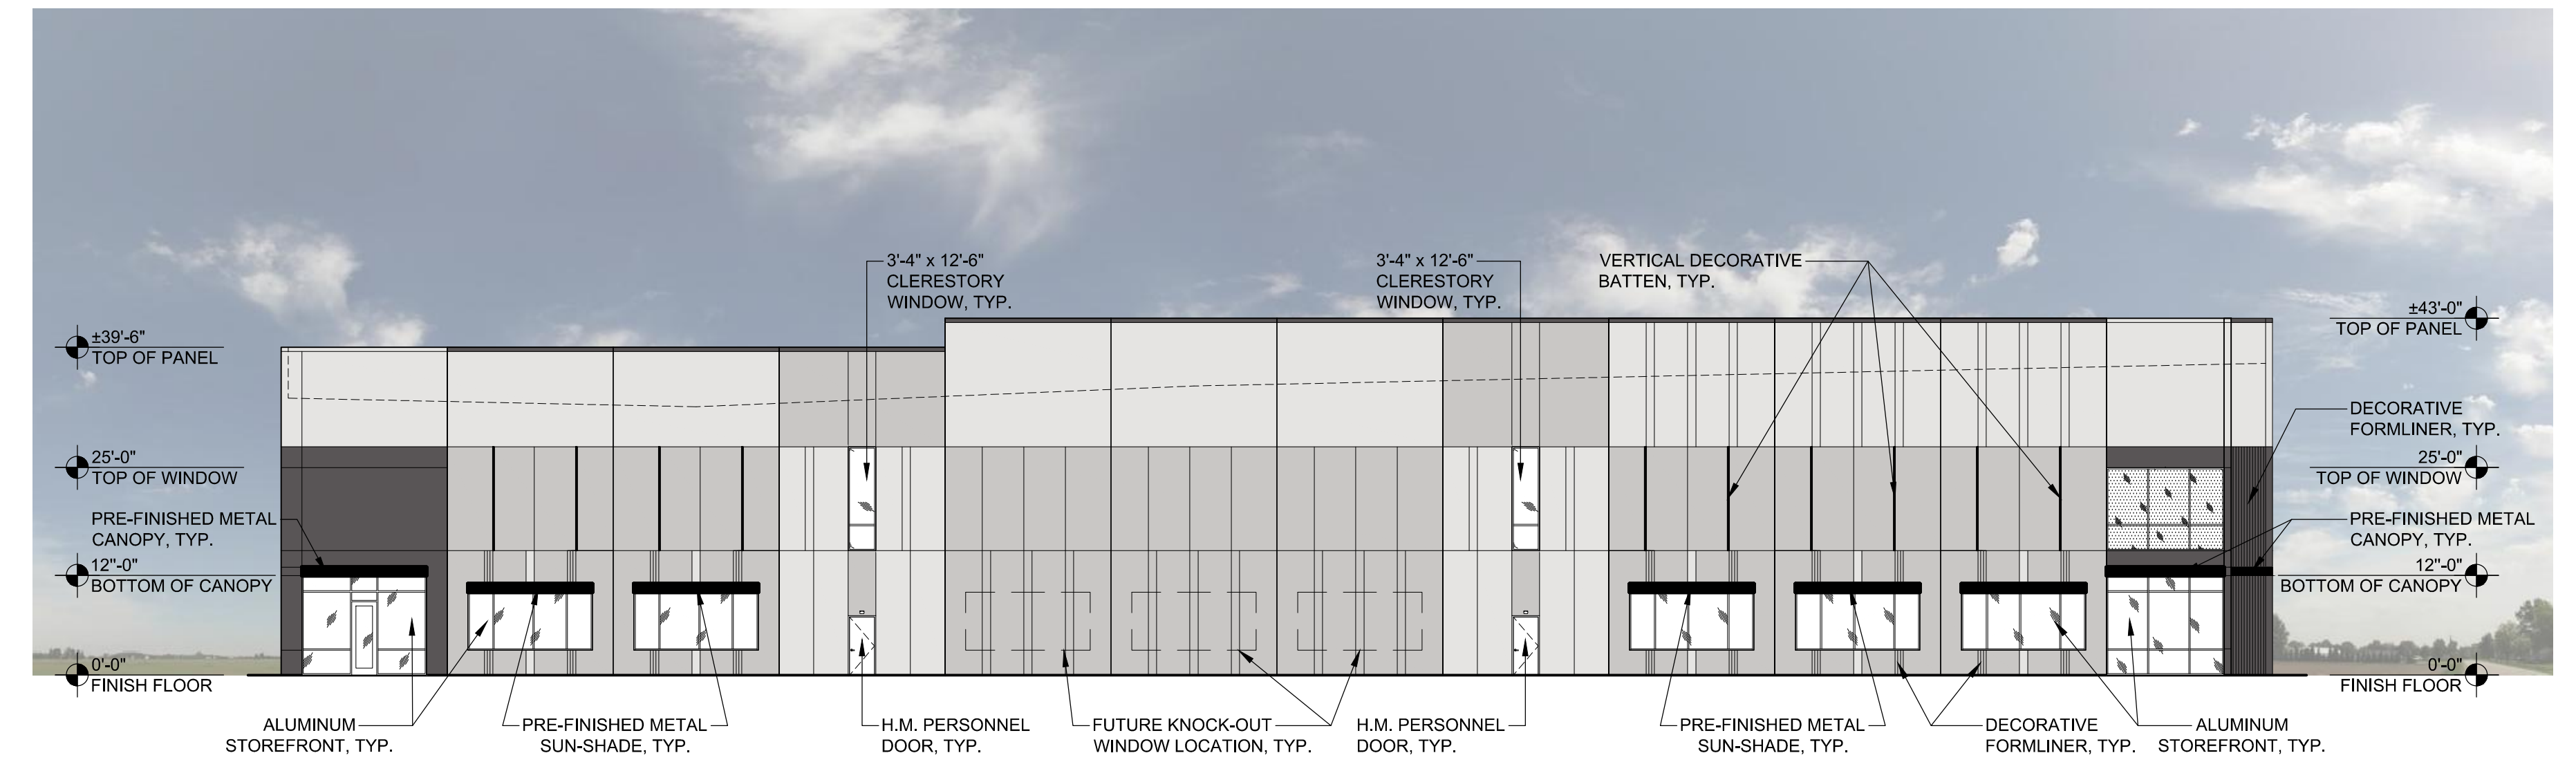 3'-4" x 12'-6"
CLERESTORY
WINDOW, TYP.
3'-4" x 12'-6"
CLERESTORY
WINDOW, TYP.
VERTICAL DECORATIVE
BATTEN, TYP.
±39'-6"
TOP OF PANEL
±43'-0"
TOP OF PANEL
DECORATIVE
FORMLINER, TYP.
25'-0"
TOP OF WINDOW
25'-0"
TOP OF WINDOW
PRE-FINISHED METAL
CANOPY, TYP.
PRE-FINISHED METAL
CANOPY, TYP.
12"-0"
BOTTOM OF CANOPY
12"-0"
BOTTOM OF CANOPY
0'-0"
FINISH FLOOR
0'-0"
FINISH FLOOR
ALUMINUM
STOREFRONT, TYP.
PRE-FINISHED METAL
SUN-SHADE, TYP.
H.M. PERSONNEL
DOOR, TYP.
FUTURE KNOCK-OUT
WINDOW LOCATION, TYP.
H.M. PERSONNEL
DOOR, TYP.
PRE-FINISHED METAL
SUN-SHADE, TYP.
DECORATIVE
FORMLINER, TYP.
ALUMINUM
STOREFRONT, TYP.